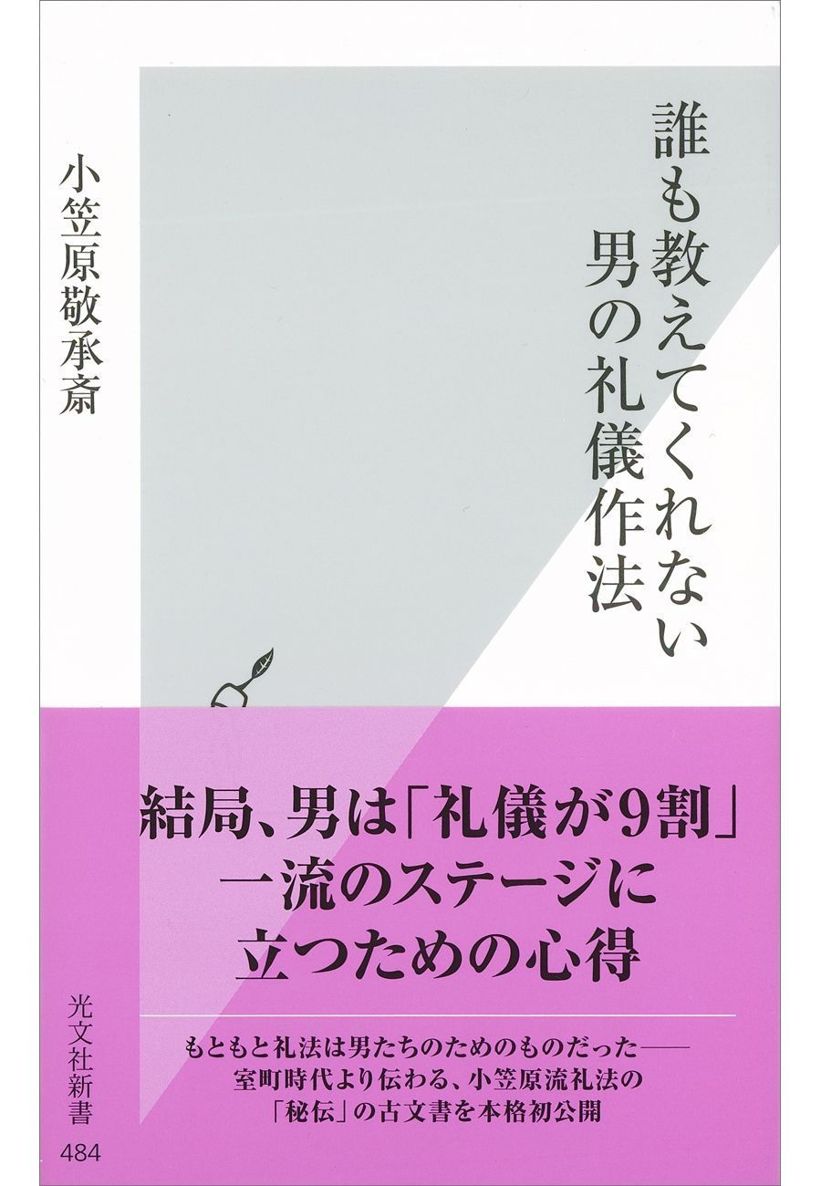 誰も教えてくれない
男の礼儀作法
小笠原敬承斎
結局、男は「礼儀が9割」
一流のステージに
立つための心得
もともと礼法は男たちのためのものだった──
室町時代より伝わる、小笠原流礼法の
「秘伝」の古文書を本格初公開
光文社新書
484